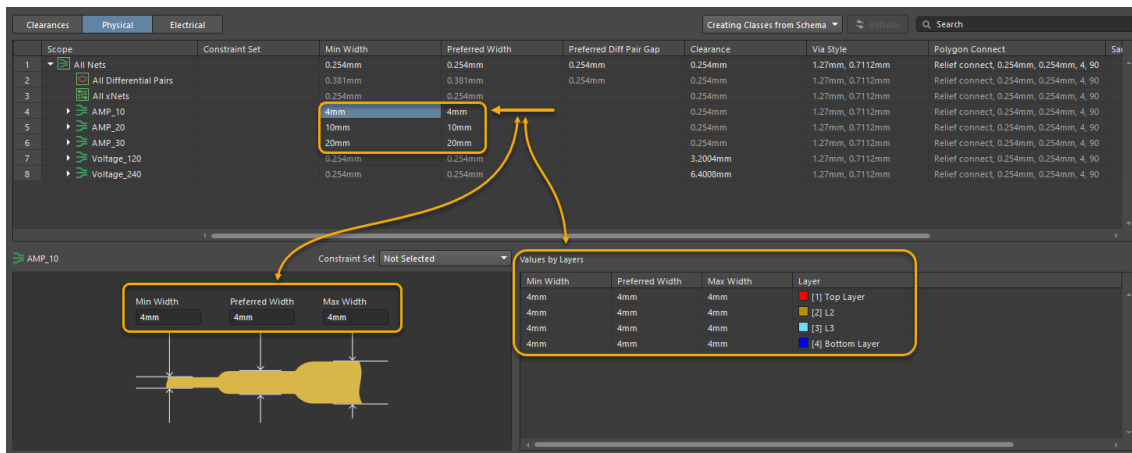 Clearances Physical Electrical Creating Classes from Schema Refresh Search
Scope Constraint Set Min Width Preferred Width Preferred Diff Pair Gap Clearance Via Style Polygon Connect
1 All Nets 0.254mm 0.254mm 0.254mm 0.254mm 1.27mm, 0.7112mm Relief connect, 0.254mm, 0.254mm, 4, 90
2 All Differential Pairs 0.381mm 0.381mm 0.254mm 0.254mm 1.27mm, 0.7112mm Relief connect, 0.254mm, 0.254mm, 4, 90
3 All xNets 0.254mm 0.254mm 0.254mm 1.27mm, 0.7112mm Relief connect, 0.254mm, 0.254mm, 4, 90
4 AMP_10 4mm 4mm 0.254mm 1.27mm, 0.7112mm Relief connect, 0.254mm, 0.254mm, 4, 90
5 AMP_20 10mm 10mm 0.254mm 1.27mm, 0.7112mm Relief connect, 0.254mm, 0.254mm, 4, 90
6 AMP_30 20mm 20mm 0.254mm 1.27mm, 0.7112mm Relief connect, 0.254mm, 0.254mm, 4, 90
7 Voltage_120 0.254mm 0.254mm 3.2004mm 1.27mm, 0.7112mm Relief connect, 0.254mm, 0.254mm, 4, 90
8 Voltage_240 0.254mm 0.254mm 6.4008mm 1.27mm, 0.7112mm Relief connect, 0.254mm, 0.254mm, 4, 90
AMP_10 Constraint Set Not Selected
Min Width Preferred Width Max Width
4mm 4mm 4mm
Values by Layers
Min Width Preferred Width Max Width Layer
4mm 4mm 4mm [1] Top Layer
4mm 4mm 4mm [2] L2
4mm 4mm 4mm [3] L3
4mm 4mm 4mm [4] Bottom Layer